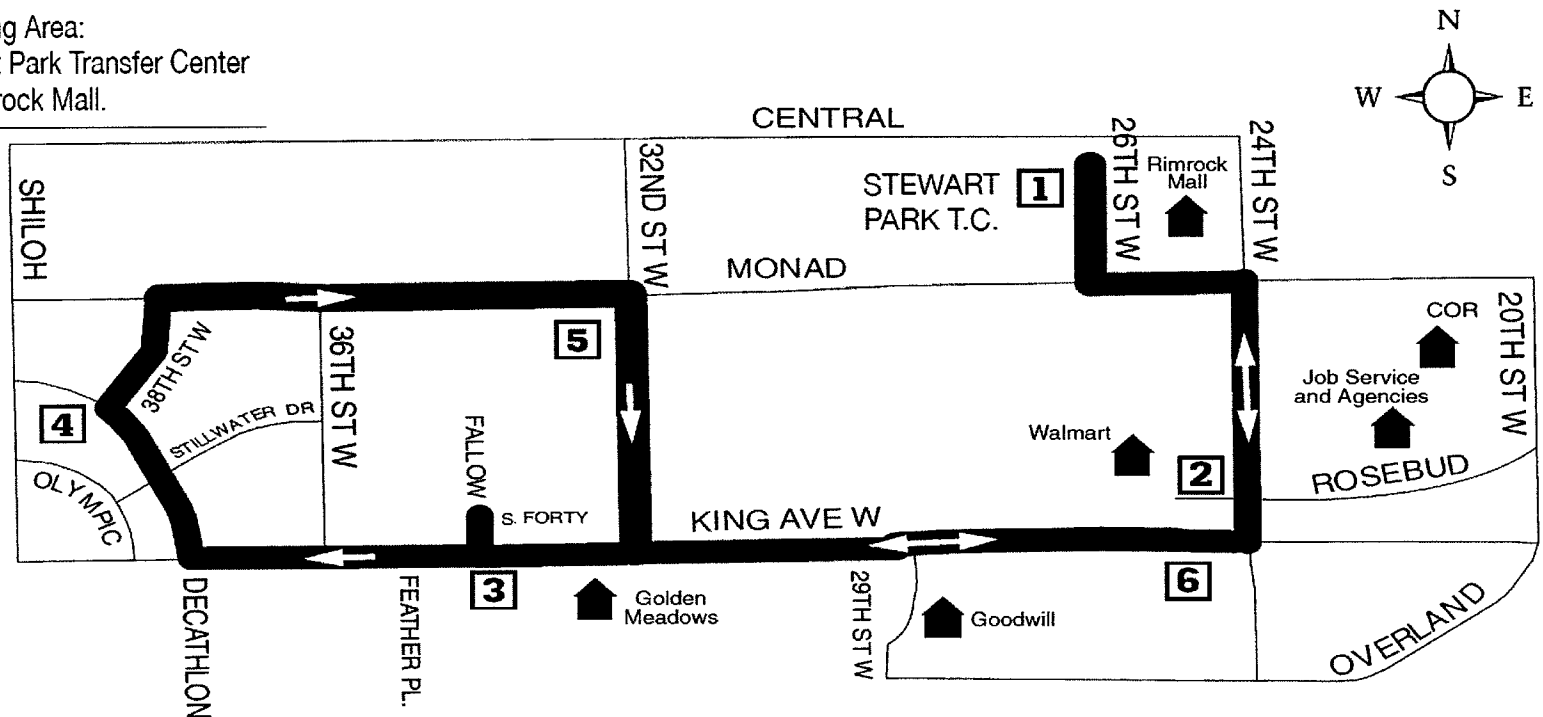 Area:
Park Transfer Center
Mall.
N
W E
S
CENTRAL
SHILOH
32ND ST W
STEWART
PARK T.C.
1
26TH ST W
Rimrock
Mall
24TH ST W
MONAD
5
38TH ST W
36TH ST W
COR
20TH ST W
Job Service
and Agencies
4
STILLWATER DR
FALLOW
Walmart
2
ROSEBUD
OLYMPIC
S. FORTY
KING AVE W
3
6
DECATHLON
FEATHER PL.
Golden
Meadows
29TH ST W
Goodwill
OVERLAND